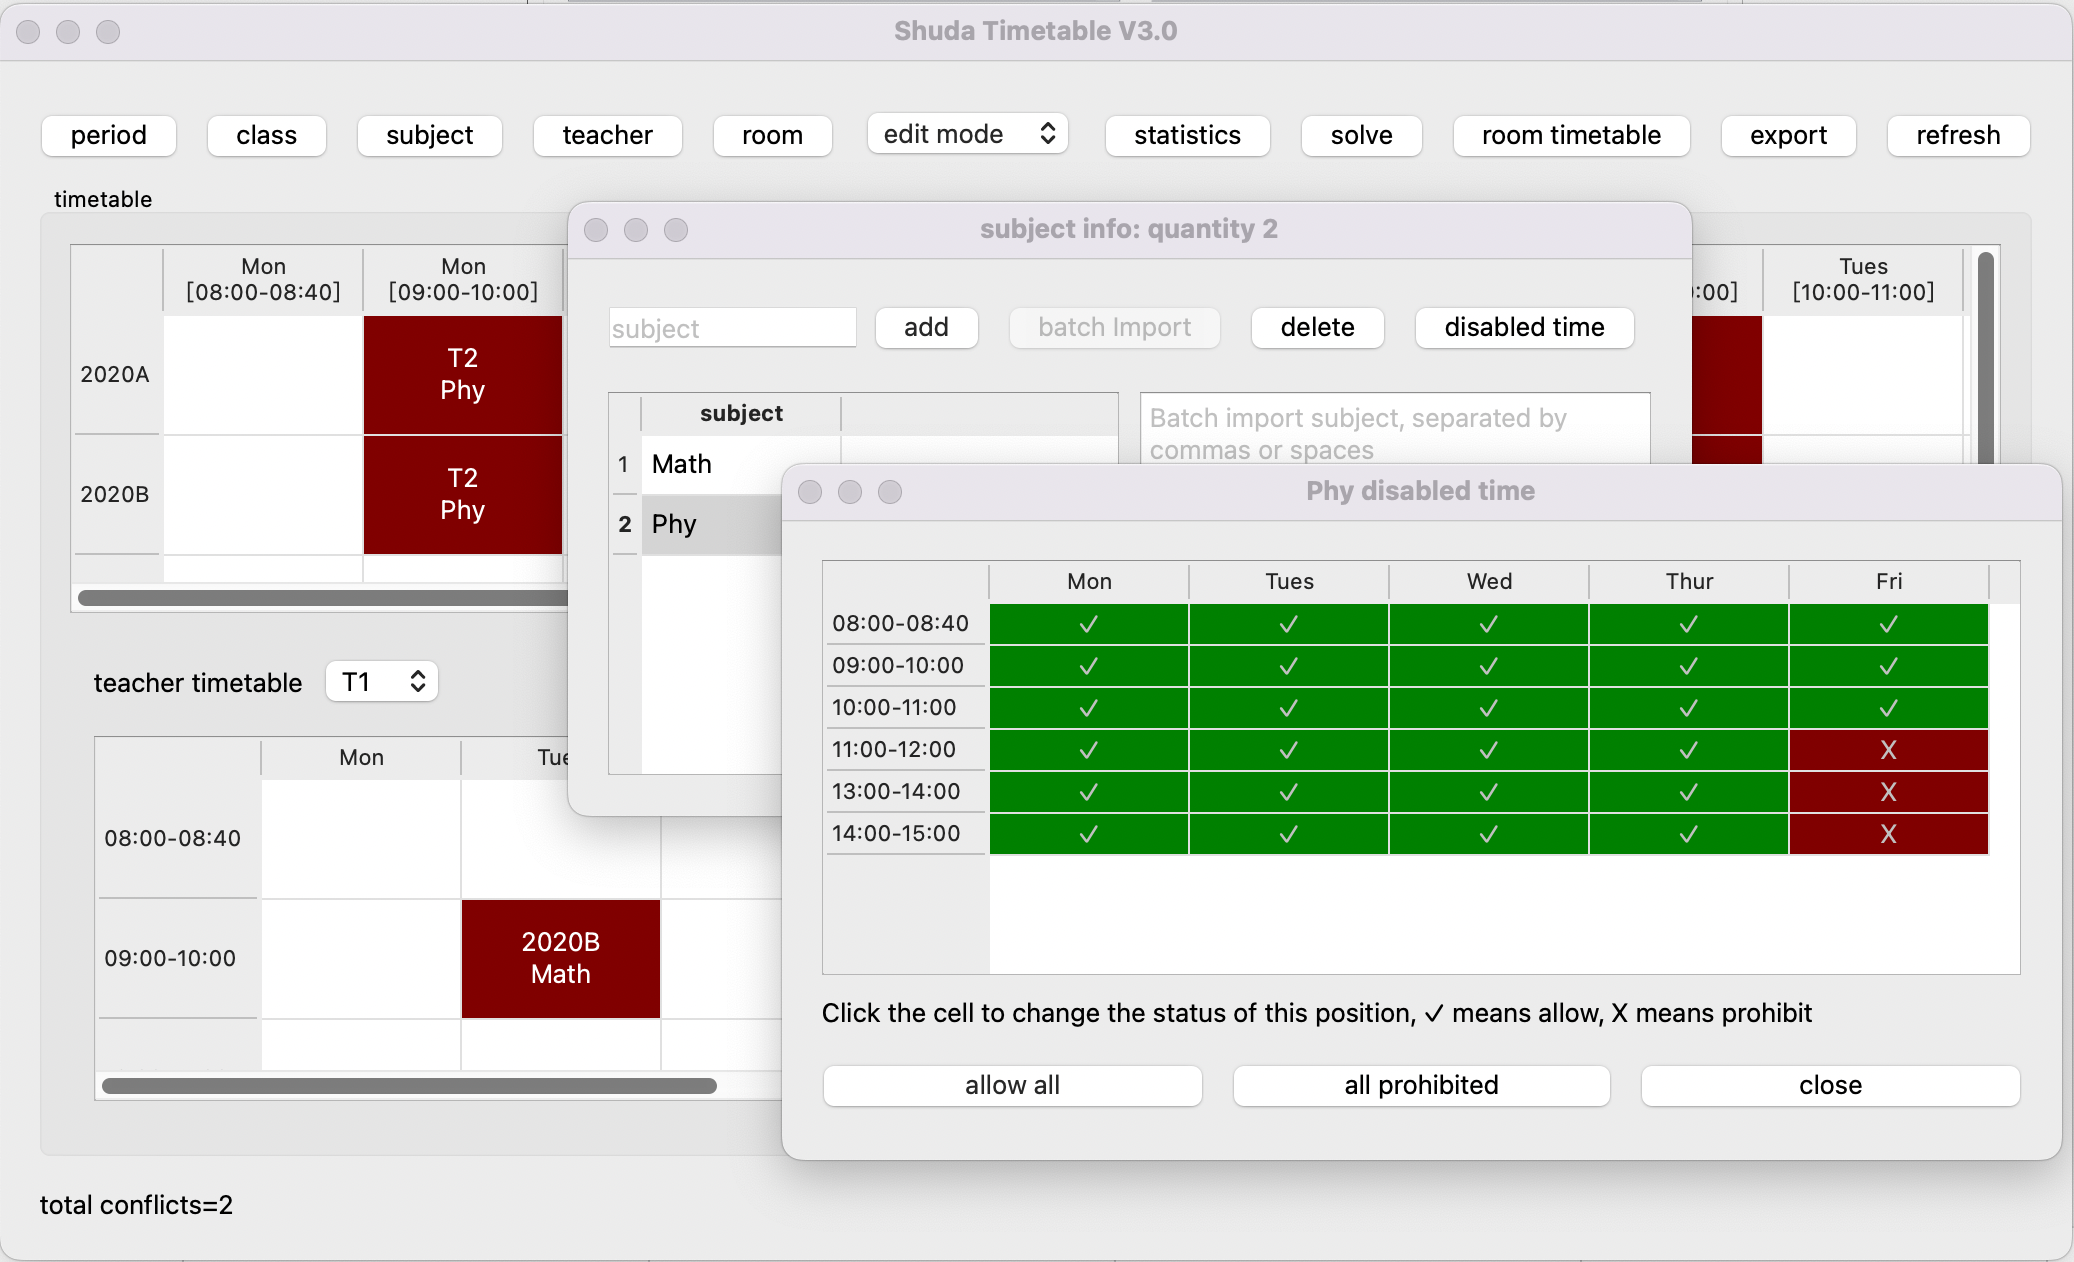 Shuda Timetable V3.0
period class subject teacher room edit mode statistics solve room timetable export refresh
timetable
Mon
[08:00-08:40]
Mon
[09:00-10:00]
:00]
Tues
[10:00-11:00]
2020A
T2
Phy
2020B
T2
Phy
teacher timetable T1
Mon
08:00-08:40
09:00-10:00
2020B
Math
total conflicts=2
subject info: quantity 2
subject add batch Import delete disabled time
subject
1 Math
2 Phy
Batch import subject, separated by
commas or spaces
Phy disabled time
Mon Tues Wed Thur Fri
08:00-08:40 ✓ ✓ ✓ ✓ ✓
09:00-10:00 ✓ ✓ ✓ ✓ ✓
10:00-11:00 ✓ ✓ ✓ ✓ ✓
11:00-12:00 ✓ ✓ ✓ ✓ X
13:00-14:00 ✓ ✓ ✓ ✓ X
14:00-15:00 ✓ ✓ ✓ ✓ X
Click the cell to change the status of this position, ✓ means allow, X means prohibit
allow all all prohibited close